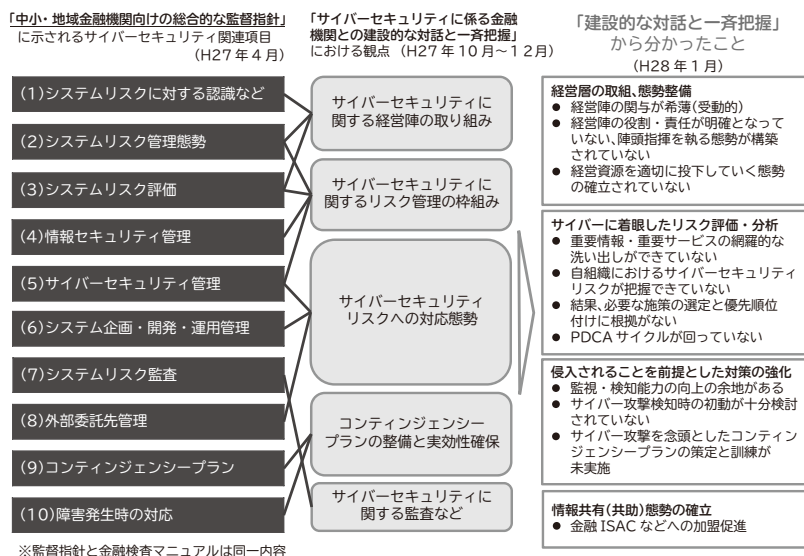 「中小・地域金融機関向けの総合的な監督指針」
に示されるサイバーセキュリティ関連項目
（H27年4月）
(1)システムリスクに対する認識など
(2)システムリスク管理態勢
(3)システムリスク評価
(4)情報セキュリティ管理
(5)サイバーセキュリティ管理
(6)システム企画・開発・運用管理
(7)システムリスク監査
(8)外部委託先管理
(9)コンティンジェンシープラン
(10)障害発生時の対応
※監督指針と金融検査マニュアルは同一内容
「サイバーセキュリティに係る金融
機関との建設的な対話と一斉把握」
における観点（H27年10月～12月）
サイバーセキュリティに
関する経営陣の取り組み
サイバーセキュリティに
関するリスク管理の枠組み
サイバーセキュリティ
リスクへの対応態勢
コンティンジェンシー
プランの整備と実効性確保
サイバーセキュリティに
関する監査など
「建設的な対話と一斉把握」
から分かったこと
（H28年1月）
経営層の取組、態勢整備
● 経営陣の関与が希薄(受動的)
● 経営陣の役割・責任が明確となって
いない、陣頭指揮を執る態勢が構築
されていない
● 経営資源を適切に投下していく態勢
の確立されていない
サイバーに着眼したリスク評価・分析
● 重要情報・重要サービスの網羅的な
洗い出しができていない
● 自組織におけるサイバーセキュリティ
リスクが把握できていない
● 結果、必要な施策の選定と優先順位
付けに根拠がない
● PDCAサイクルが回っていない
侵入されることを前提とした対策の強化
● 監視・検知能力の向上の余地がある
● サイバー攻撃検知時の初動が十分検討
されていない
● サイバー攻撃を念頭としたコンティン
ジェンシープランの策定と訓練が
未実施
情報共有(共助)態勢の確立
● 金融ISACなどへの加盟促進